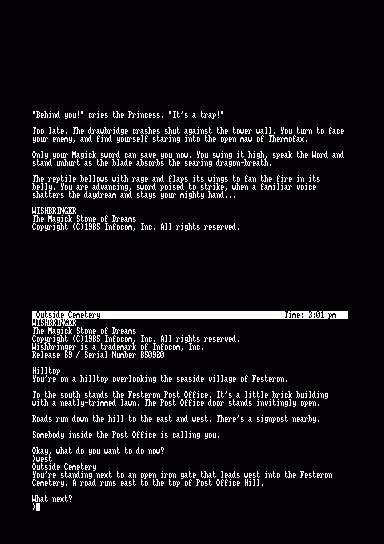 "Behind you!" cries the Princess. "It's a trap!"
Too late. The drawbridge crashes shut against the tower wall. You turn to face
your enemy, and find yourself staring into the open maw of Thermofax.
Only your Magick sword can save you now. You swing it high, speak the Word and
stand unhurt as the blade absorbs the searing dragon-breath.
The reptile bellows with rage and flaps its wings to fan the fire in its
belly. You are advancing, sword poised to strike, when a familiar voice
shatters the daydream and stays your mighty hand...
WISHBRINGER
The Magick Stone of Dreams
Copyright (C)1985 Infocom, Inc. All rights reserved.
Outside Cemetery Time: 3:01 pm
WISHBRINGER
The Magick Stone of Dreams
Copyright (C)1985 Infocom, Inc. All rights reserved.
Wishbringer is a trademark of Infocom, Inc.
Release 69 / Serial Number 850920
Hilltop
You're on a hilltop overlooking the seaside village of Festeron.
To the south stands the Festeron Post Office. It's a little brick building
with a neatly-trimmed lawn. The Post Office door stands invitingly open.
Roads run down the hill to the east and west. There's a signpost nearby.
Somebody inside the Post Office is calling you.
Okay, what do you want to do now?
>west
Outside Cemetery
You're standing next to an open iron gate that leads west into the Festeron
Cemetery. A road runs east to the top of Post Office Hill.
What next?
>